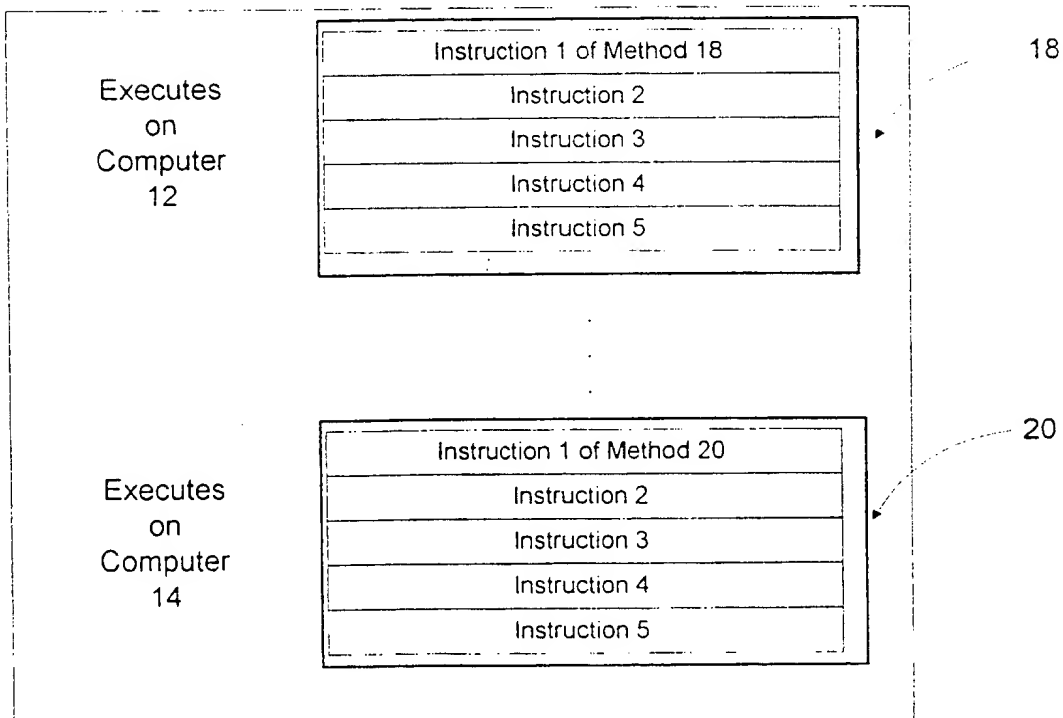 Instruction 1 of Method 18
18
Executes
on
Computer
12
Instruction 2
Instruction 3
Instruction 4
Instruction 5
Instruction 1 of Method 20
20
Executes
on
Computer
14
Instruction 2
Instruction 3
Instruction 4
Instruction 5